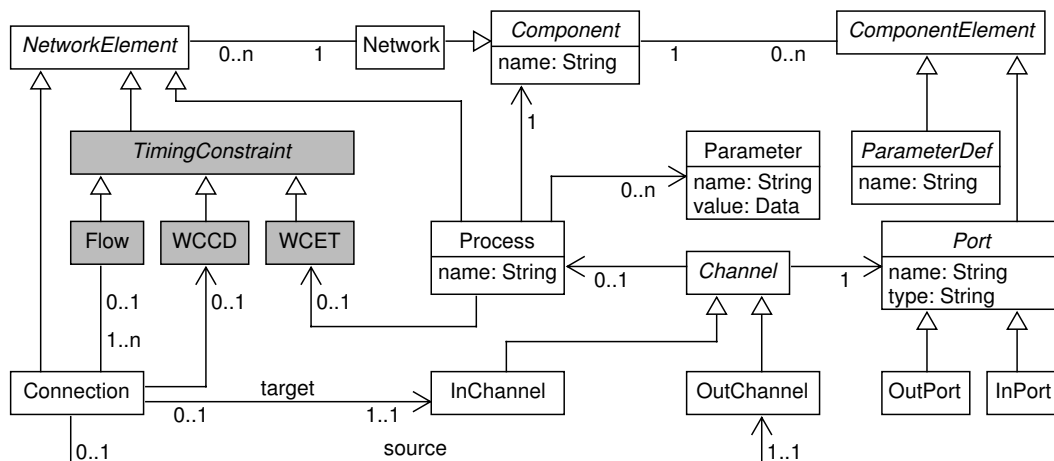 NetworkElement
0..n
1
Network
Component
name: String
1
0..n
ComponentElement
1
TimingConstraint
Parameter
name: String
value: Data
0..n
ParameterDef
name: String
Flow
WCCD
WCET
Process
name: String
Channel
Port
name: String
type: String
0..1
0..1
0..1
0..1
1
1..n
Connection
target
0..1
1..1
InChannel
OutChannel
OutPort
InPort
0..1
source
1..1